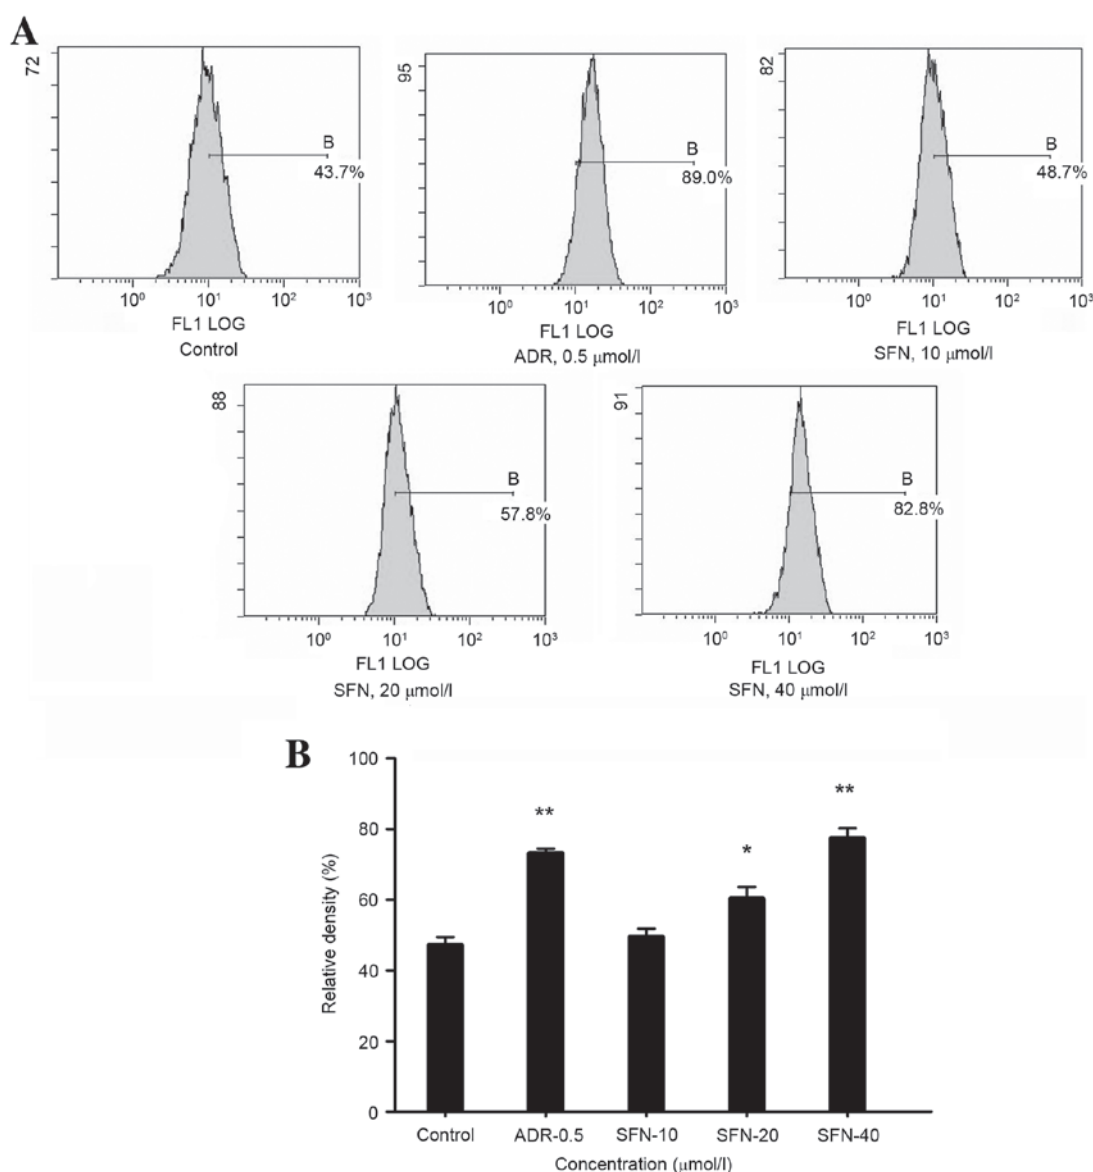 A
72
B
43.7%
10⁰ 10¹ 10² 10³
FL1 LOG
Control
95
B
89.0%
10⁰ 10¹ 10² 10³
FL1 LOG
ADR, 0.5 μmol/l
82
B
48.7%
10⁰ 10¹ 10² 10³
FL1 LOG
SFN, 10 μmol/l
88
B
57.8%
10⁰ 10¹ 10² 10³
FL1 LOG
SFN, 20 μmol/l
91
B
82.8%
10⁰ 10¹ 10² 10³
FL1 LOG
SFN, 40 μmol/l
B
Relative density (%)
100
80
60
40
20
0
**
*
**
Control ADR-0.5 SFN-10 SFN-20 SFN-40
Concentration (μmol/l)